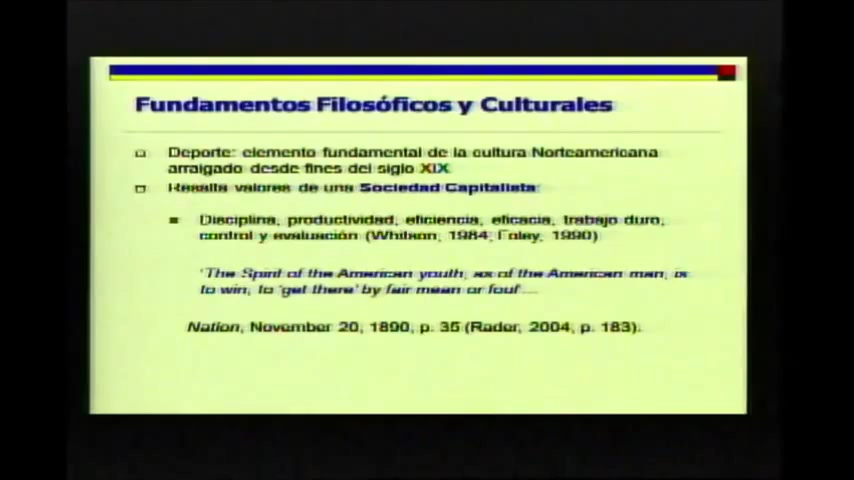 Fundamentos Filosóficos y Culturales
Deporte: elemento fundamental de la cultura Norteamericana
arraigado desde fines del siglo XIX
Resalta valores de una Sociedad Capitalista:
Disciplina, productividad, eficiencia, eficacia, trabajo duro,
control y evaluación (Whitson, 1984; Foley, 1990)
'The Spirit of the American youth, as of the American man, is
to win, to 'get there' by fair mean or foul'...
Nation, November 20, 1890, p. 35 (Rader, 2004, p. 183).